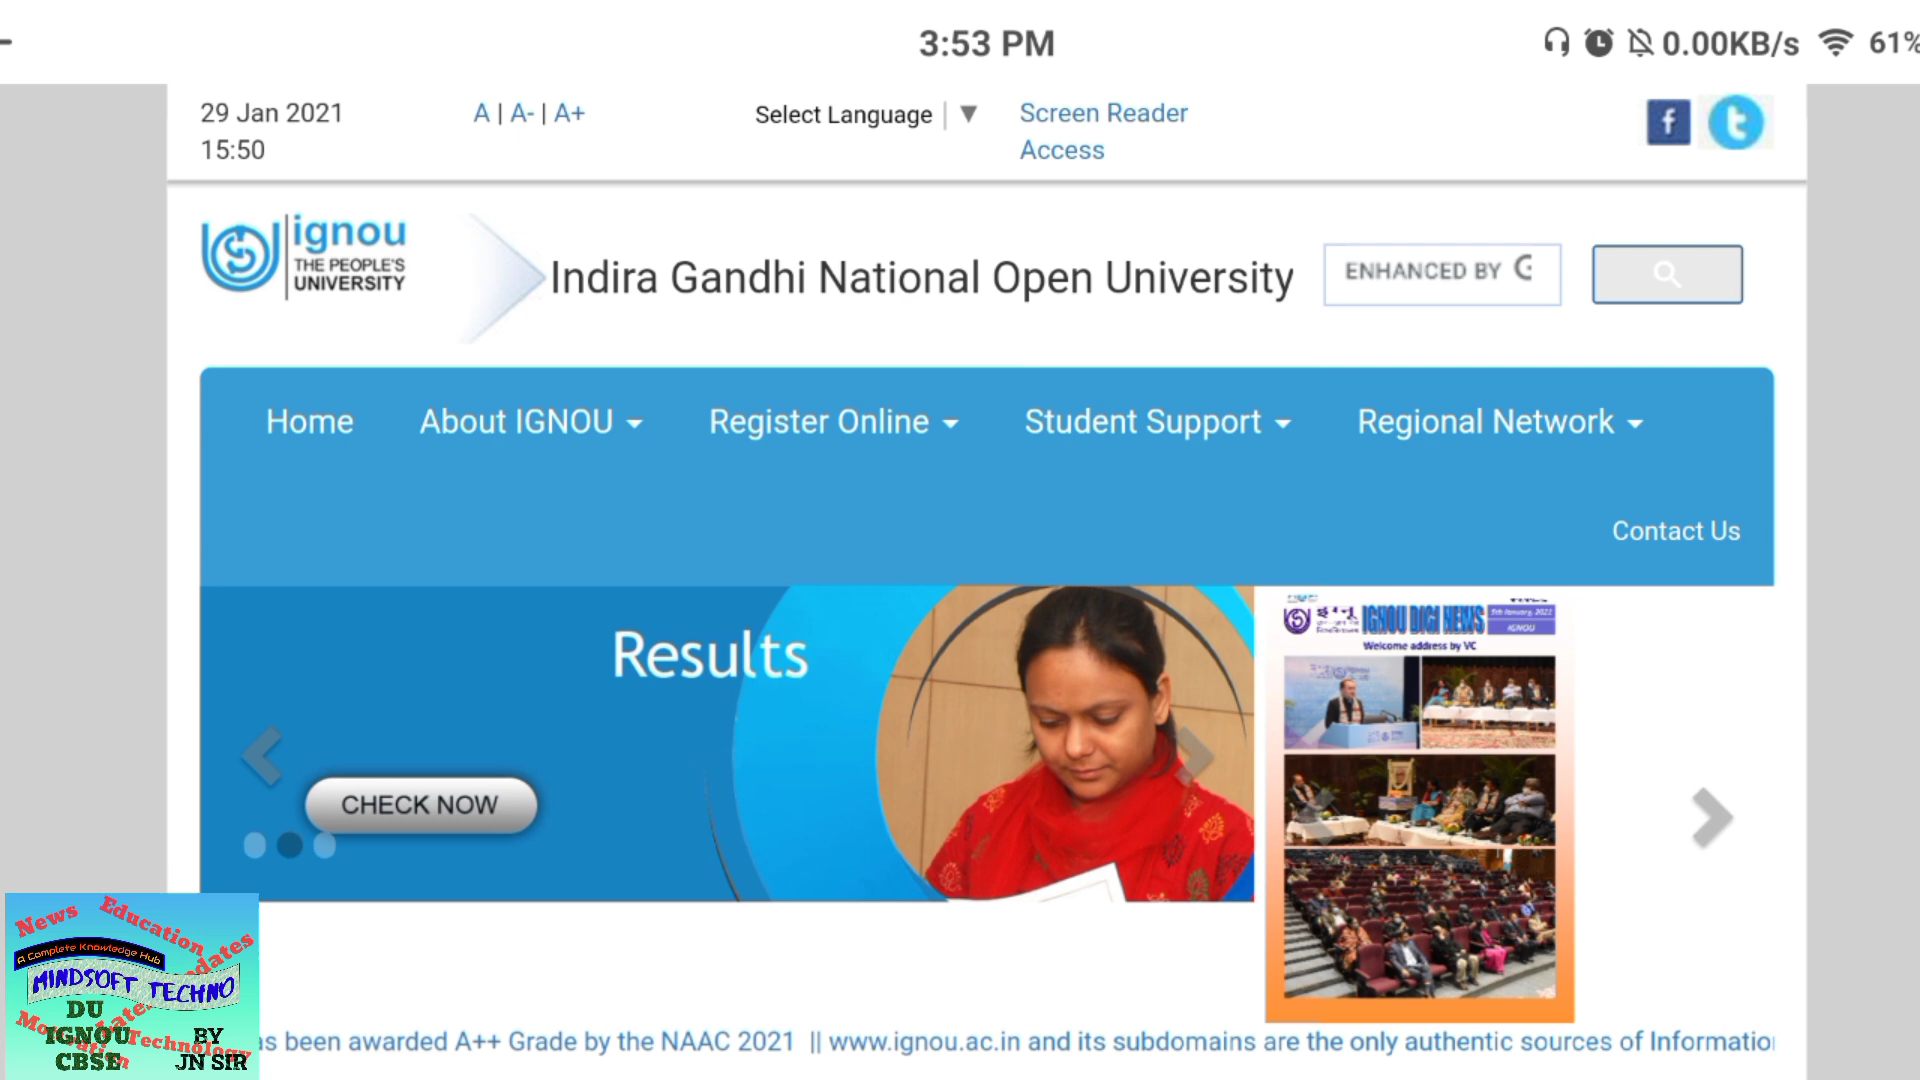 3:53 PM
0.00KB/s 61%
29 Jan 2021
15:50
A | A- | A+
Select Language ▼
Screen Reader
Access
ignou
THE PEOPLE'S
UNIVERSITY
Indira Gandhi National Open University
ENHANCED BY G
Home About IGNOU Register Online Student Support Regional Network
Contact Us
Results
CHECK NOW
इग्नू
IGNOU DIGI NEWS
IGNOU
Welcome address by VC
News Education
A Complete Knowledge Hub
MINDSOFT TECHNO
DU
IGNOU
CBSE
Technology
BY
JN SIR
as been awarded A++ Grade by the NAAC 2021 || www.ignou.ac.in and its subdomains are the only authentic sources of Informatio